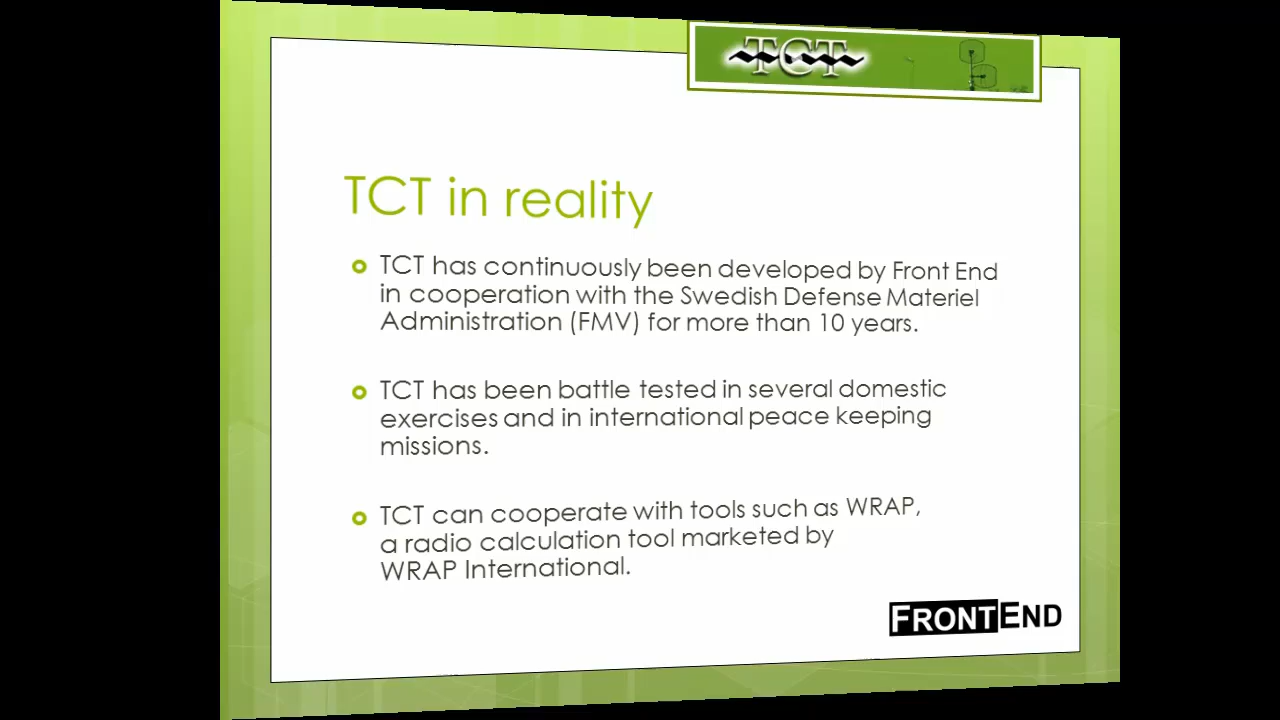 TCT
TCT in reality
TCT has continuously been developed by Front End
in cooperation with the Swedish Defense Materiel
Administration (FMV) for more than 10 years.
TCT has been battle tested in several domestic
exercises and in international peace keeping
missions.
TCT can cooperate with tools such as WRAP,
a radio calculation tool marketed by
WRAP International.
FRONTEND